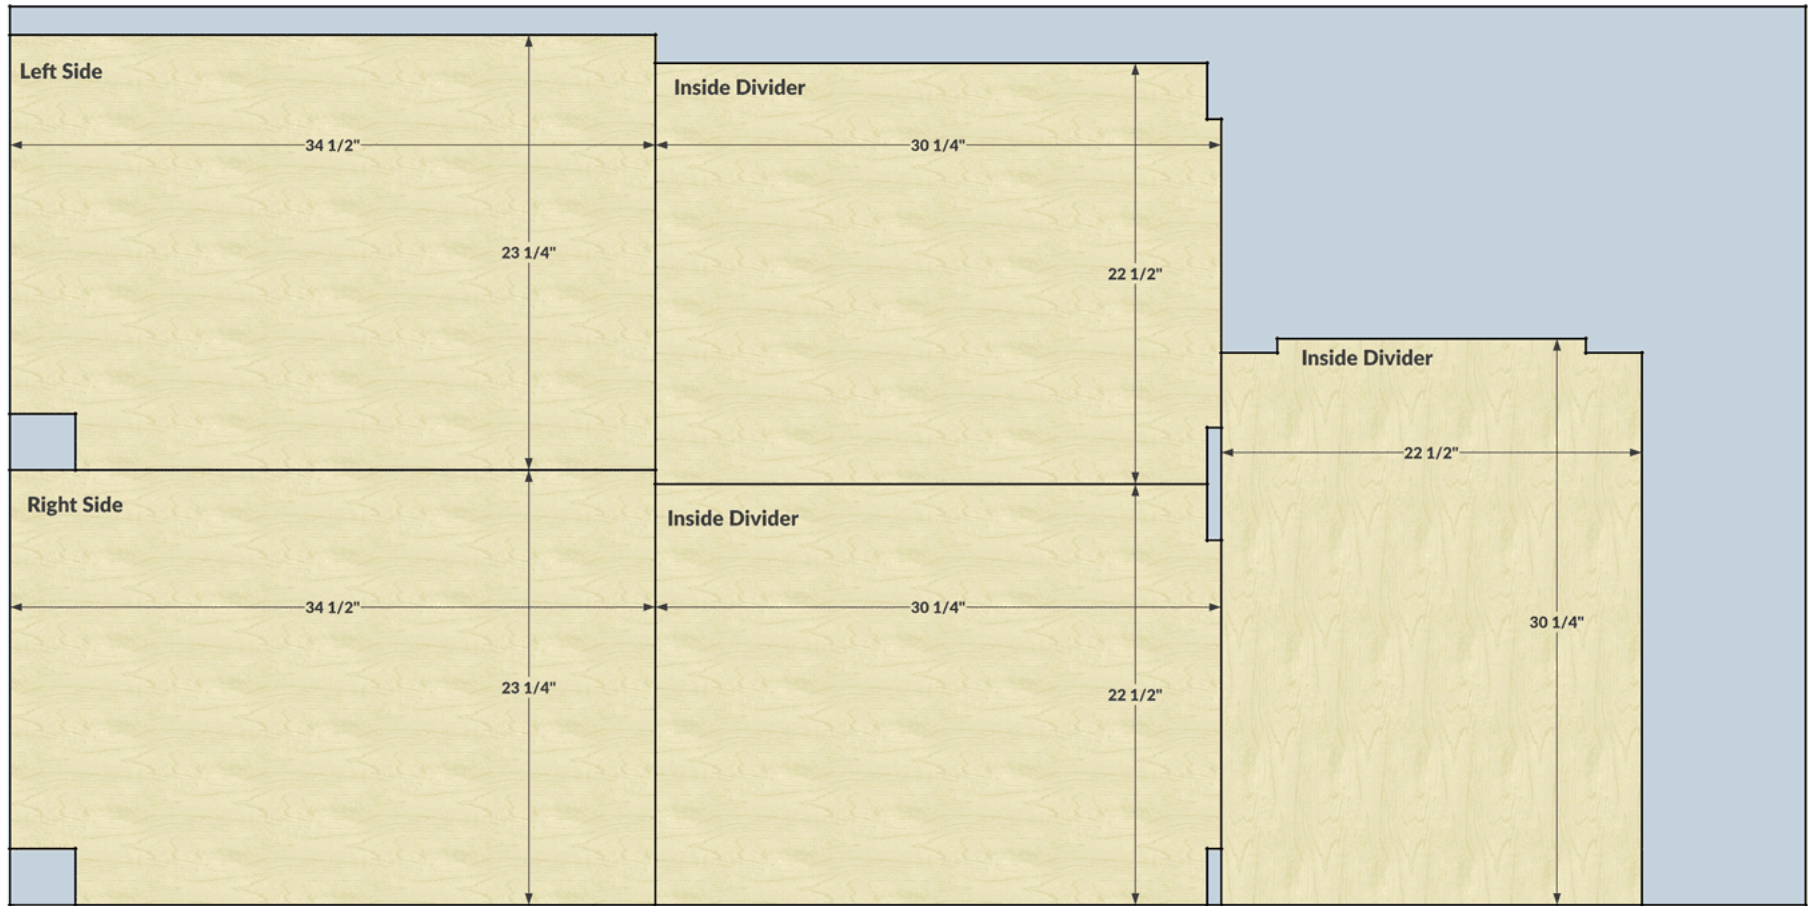 Left Side
Inside Divider
34 1/2"
30 1/4"
23 1/4"
22 1/2"
Inside Divider
22 1/2"
Right Side
Inside Divider
34 1/2"
30 1/4"
30 1/4"
23 1/4"
22 1/2"